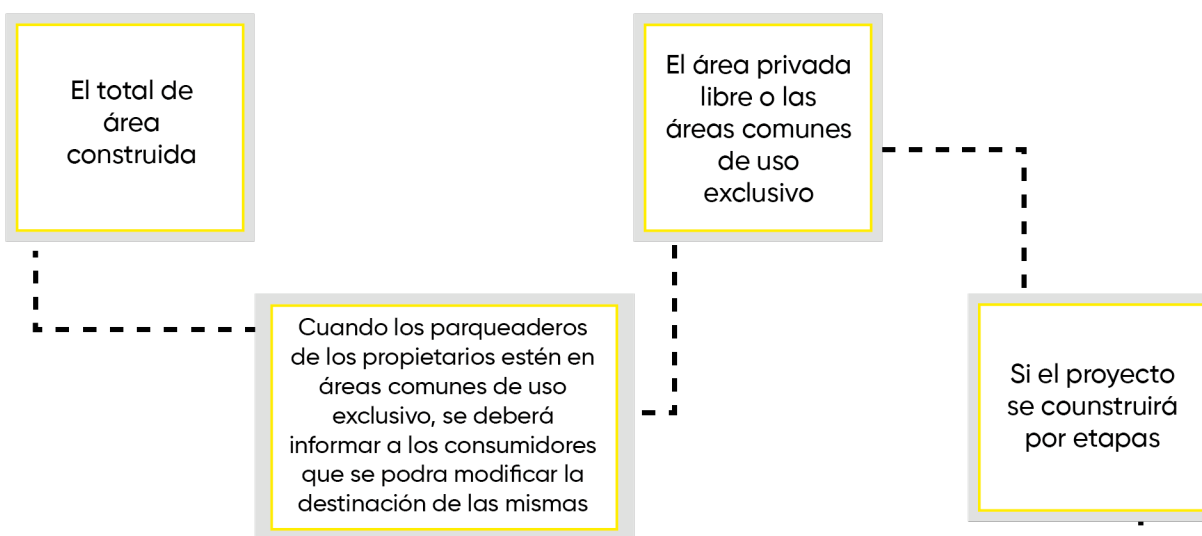 El total de
área
construida
Cuando los parqueaderos
de los propietarios estén en
áreas comunes de uso
exclusivo, se deberá
informar a los consumidores
que se podra modificar la
destinación de las mismas
El área privada
libre o las
áreas comunes
de uso
exclusivo
Si el proyecto
se counstruirá
por etapas